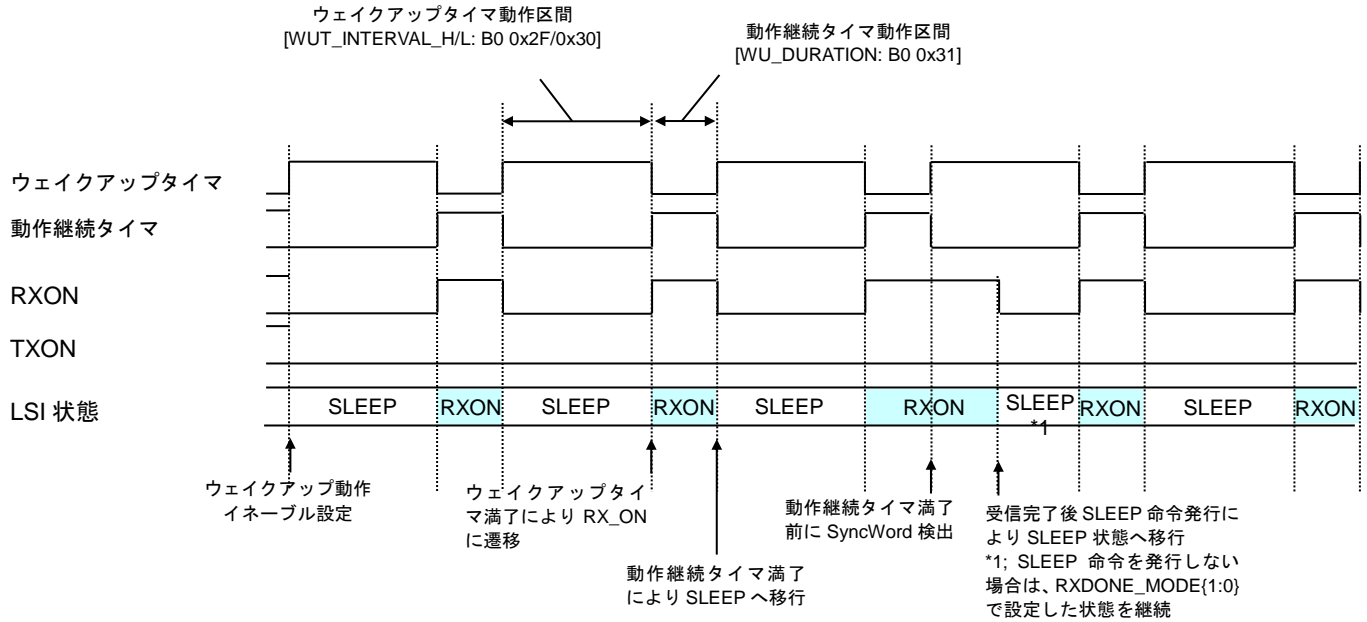 ウェイクアップタイマ動作区間
[WUT_INTERVAL_H/L: B0 0x2F/0x30]
動作継続タイマ動作区間
[WU_DURATION: B0 0x31]
ウェイクアップタイマ
動作継続タイマ
RXON
TXON
LSI 状態
SLEEP
RXON
SLEEP
RXON
SLEEP
RXON
SLEEP
*1
RXON
SLEEP
RXON
ウェイクアップ動作
イネーブル設定
ウェイクアップタイ
マ満了により RX_ON
に遷移
動作継続タイマ満了
により SLEEP へ移行
動作継続タイマ満了
前に SyncWord 検出
受信完了後 SLEEP 命令発行に
より SLEEP 状態へ移行
*1; SLEEP 命令を発行しない
場合は、RXDONE_MODE{1:0}
で設定した状態を継続